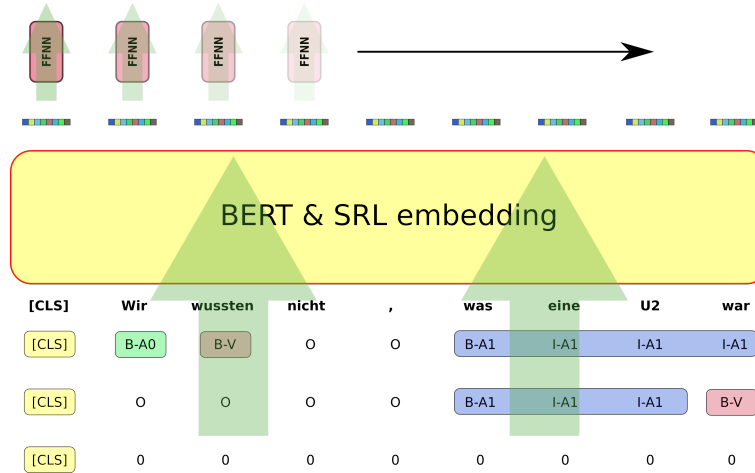 FFNN FFNN FFNN FFNN
BERT & SRL embedding
[CLS] Wir wussten nicht , was eine U2 war
[CLS] B-A0 B-V O O B-A1 I-A1 I-A1 I-A1
[CLS] O O O O B-A1 I-A1 I-A1 B-V
[CLS] 0 0 0 0 0 0 0 0